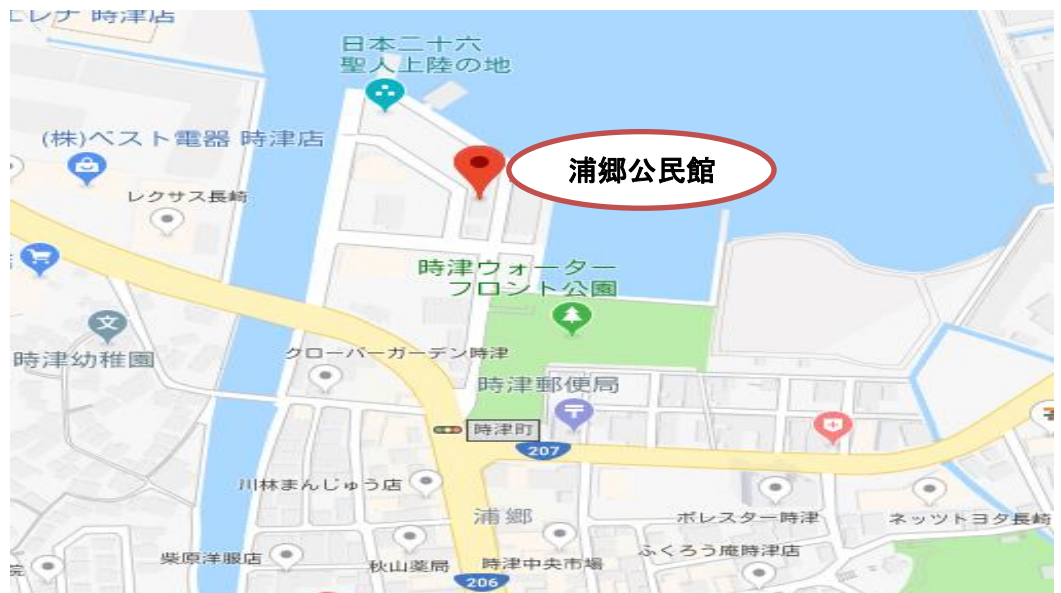 エレナ 時津店
日本二十六
聖人上陸の地
(株)ベスト電器 時津店
浦郷公民館
レクサス長崎
時津ウォーター
フロント公園
文
時津幼稚園
クローバーガーデン時津
時津郵便局
〒
時津町
207
川林まんじゅう店
浦郷
ポレスター時津
ネッツトヨタ長崎
柴原洋服店
秋山薬局
時津中央市場
ふくろう庵時津店
院
206